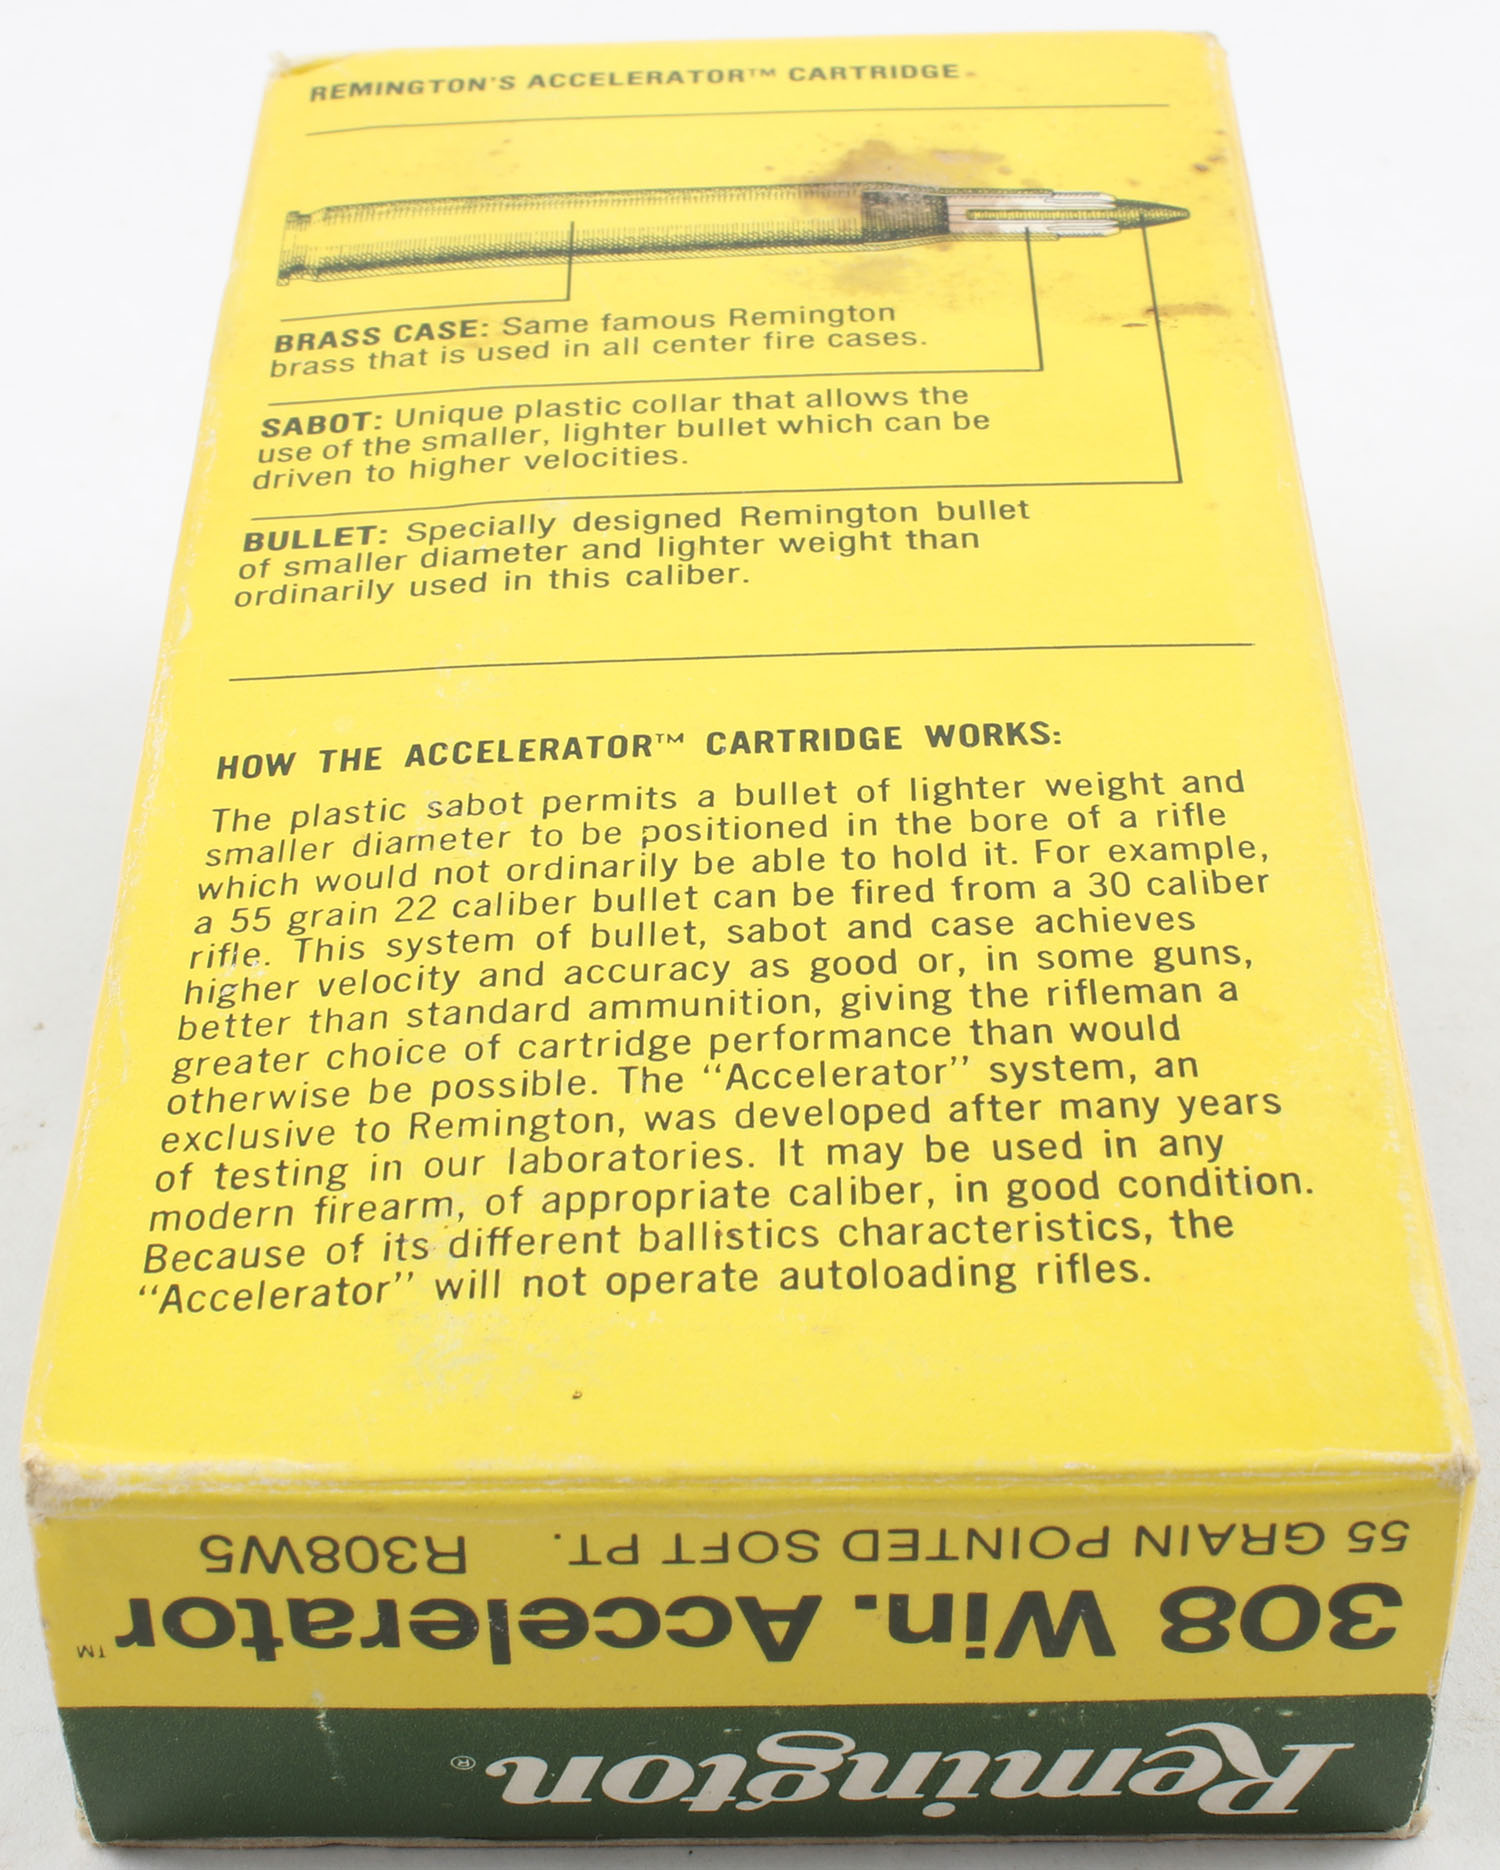 REMINGTON'S ACCELERATOR™ CARTRIDGE.
BRASS CASE: Same famous Remington
brass that is used in all center fire cases.
SABOT: Unique plastic collar that allows the
use of the smaller, lighter bullet which can be
driven to higher velocities.
BULLET: Specially designed Remington bullet
of smaller diameter and lighter weight than
ordinarily used in this caliber.
HOW THE ACCELERATOR™ CARTRIDGE WORKS:
The plastic sabot permits a bullet of lighter weight and
smaller diameter to be positioned in the bore of a rifle
which would not ordinarily be able to hold it. For example,
a 55 grain 22 caliber bullet can be fired from a 30 caliber
rifle. This system of bullet, sabot and case achieves
higher velocity and accuracy as good or, in some guns,
better than standard ammunition, giving the rifleman a
greater choice of cartridge performance than would
otherwise be possible. The “Accelerator” system, an
exclusive to Remington, was developed after many years
of testing in our laboratories. It may be used in any
modern firearm, of appropriate caliber, in good condition.
Because of its different ballistics characteristics, the
“Accelerator” will not operate autoloading rifles.
Remington®
308 Win. Accelerator™
55 GRAIN POINTED SOFT PT. R308W5